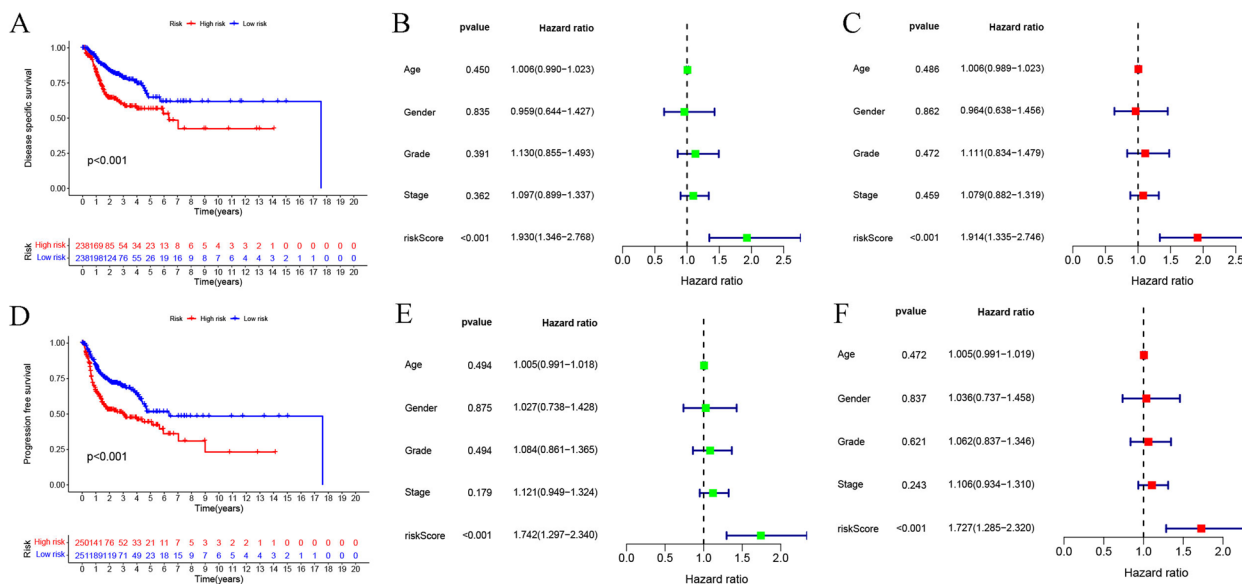 A
Risk High risk Low risk
1.00
0.75
0.50
0.25
0.00
Disease specific survival
p<0.001
0 1 2 3 4 5 6 7 8 9 10 11 12 13 14 15 16 17 18 19 20
Time(years)
Risk
High risk 238 169 85 54 34 23 13 8 6 5 4 3 3 2 1 0 0 0 0 0 0
Low risk 238 198 124 76 55 26 19 16 9 8 7 6 4 4 3 2 1 1 0 0 0
0 1 2 3 4 5 6 7 8 9 10 11 12 13 14 15 16 17 18 19 20
Time(years)
B
pvalue Hazard ratio
Age 0.450 1.006(0.990−1.023)
Gender 0.835 0.959(0.644−1.427)
Grade 0.391 1.130(0.855−1.493)
Stage 0.362 1.097(0.899−1.337)
riskScore <0.001 1.930(1.346−2.768)
0.0 0.5 1.0 1.5 2.0 2.5
Hazard ratio
C
pvalue Hazard ratio
Age 0.486 1.006(0.989−1.023)
Gender 0.862 0.964(0.638−1.456)
Grade 0.472 1.111(0.834−1.479)
Stage 0.459 1.079(0.882−1.319)
riskScore <0.001 1.914(1.335−2.746)
0.0 0.5 1.0 1.5 2.0 2.5
Hazard ratio
D
Risk High risk Low risk
1.00
0.75
0.50
0.25
0.00
Progression free survival
p<0.001
0 1 2 3 4 5 6 7 8 9 10 11 12 13 14 15 16 17 18 19 20
Time(years)
Risk
High risk 250 141 76 52 33 21 11 7 5 3 3 2 2 1 1 0 0 0 0 0 0
Low risk 251 189 119 71 49 23 18 15 9 7 6 5 4 4 3 2 1 1 0 0 0
0 1 2 3 4 5 6 7 8 9 10 11 12 13 14 15 16 17 18 19 20
Time(years)
E
pvalue Hazard ratio
Age 0.494 1.005(0.991−1.018)
Gender 0.875 1.027(0.738−1.428)
Grade 0.494 1.084(0.861−1.365)
Stage 0.179 1.121(0.949−1.324)
riskScore <0.001 1.742(1.297−2.340)
0.0 0.5 1.0 1.5 2.0
Hazard ratio
F
pvalue Hazard ratio
Age 0.472 1.005(0.991−1.019)
Gender 0.837 1.036(0.737−1.458)
Grade 0.621 1.062(0.837−1.346)
Stage 0.243 1.106(0.934−1.310)
riskScore <0.001 1.727(1.285−2.320)
0.0 0.5 1.0 1.5 2.0
Hazard ratio